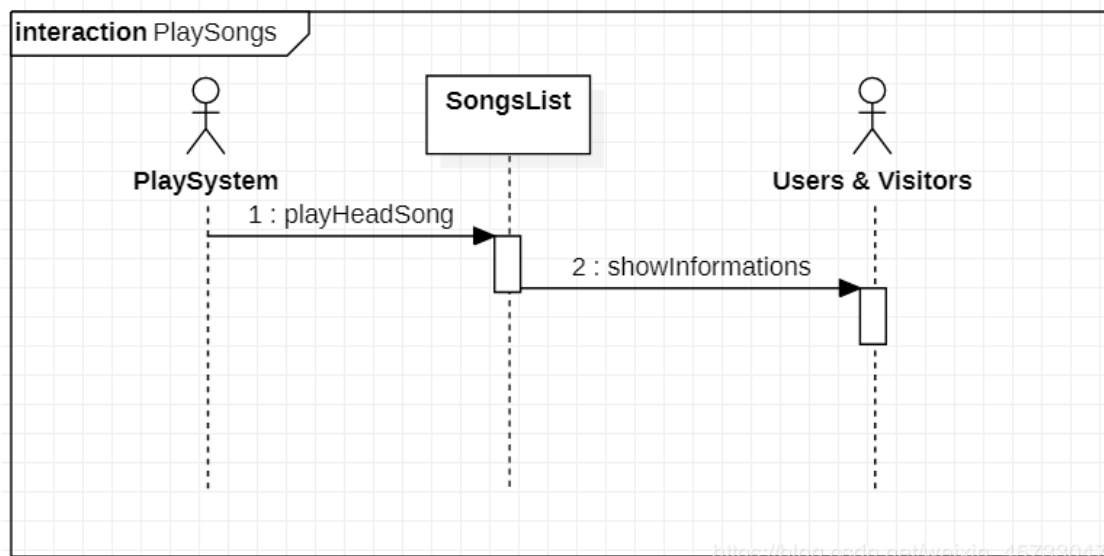 interaction PlaySongs
SongsList
PlaySystem
Users & Visitors
1 : playHeadSong
2 : showInformations